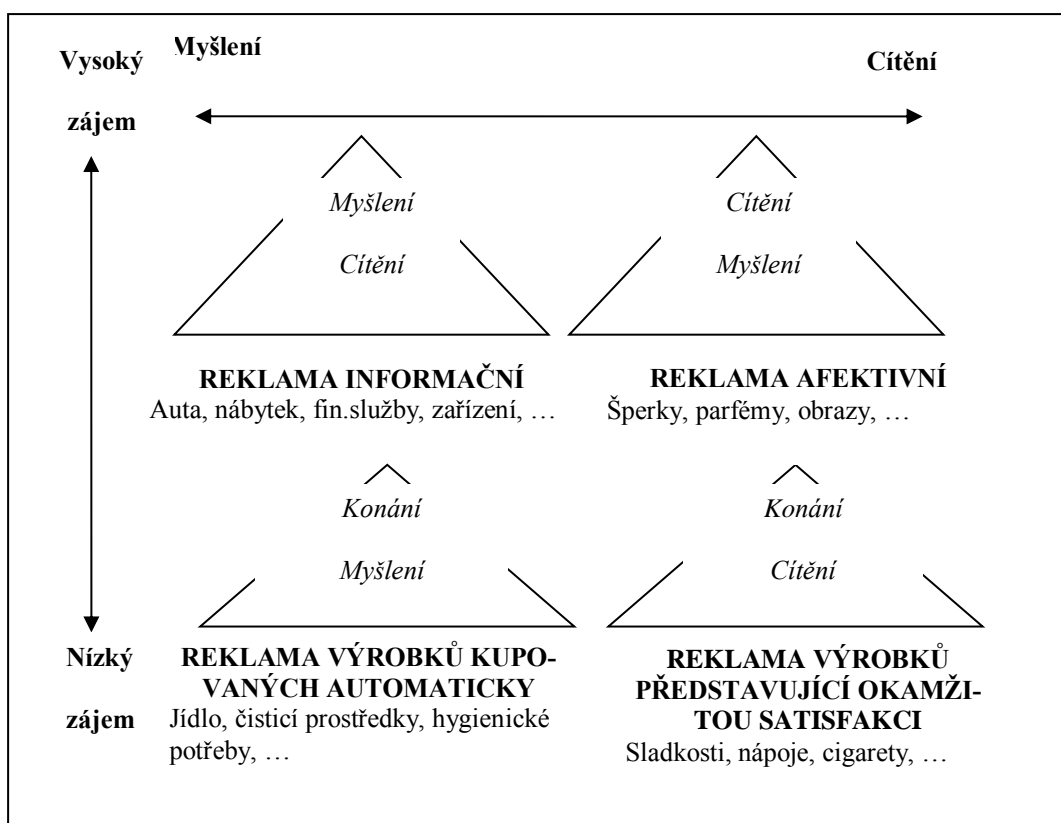 Myšlení
Vysoký
Cítění
zájem
Myšlení
Cítění
Cítění
Myšlení
REKLAMA INFORMAČNÍ
Auta, nábytek, fin.služby, zařízení, …
REKLAMA AFEKTIVNÍ
Šperky, parfémy, obrazy, …
Konání
Myšlení
Konání
Cítění
Nízký
zájem
REKLAMA VÝROBKŮ KUPO-
VANÝCH AUTOMATICKY
Jídlo, čisticí prostředky, hygienické
potřeby, …
REKLAMA VÝROBKŮ
PŘEDSTAVUJÍCÍ OKAMŽI-
TOU SATISFAKCI
Sladkosti, nápoje, cigarety, …